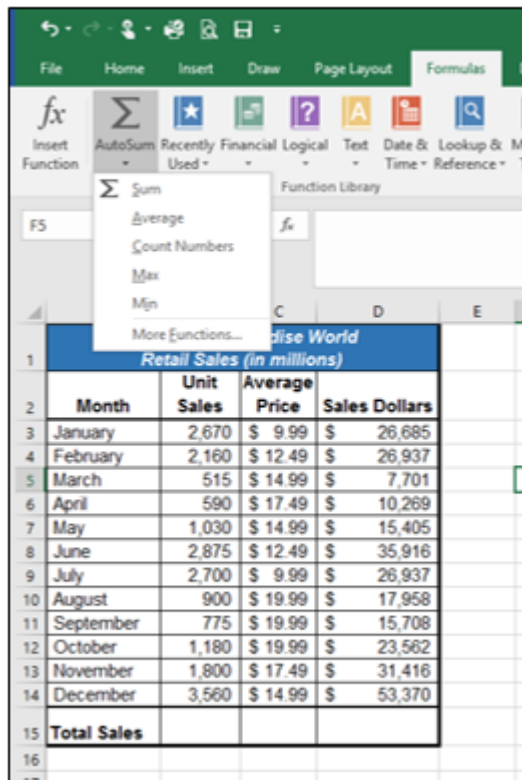 File Home Insert Draw Page Layout Formulas
fx
Insert Function
AutoSum
Recently Used
Financial
Logical
Text
Date & Time
Lookup & Reference
Function Library
Sum
Average
Count Numbers
Max
Min
More Functions...
F5 fx
C D E
1 dise World
Retail Sales (in millions)
2 Month Unit Sales Average Price Sales Dollars
3 January 2,670 $ 9.99 $ 26,685
4 February 2,160 $ 12.49 $ 26,937
5 March 515 $ 14.99 $ 7,701
6 April 590 $ 17.49 $ 10,269
7 May 1,030 $ 14.99 $ 15,405
8 June 2,875 $ 12.49 $ 35,916
9 July 2,700 $ 9.99 $ 26,937
10 August 900 $ 19.99 $ 17,958
11 September 775 $ 19.99 $ 15,708
12 October 1,180 $ 19.99 $ 23,562
13 November 1,800 $ 17.49 $ 31,416
14 December 3,560 $ 14.99 $ 53,370
15 Total Sales
16